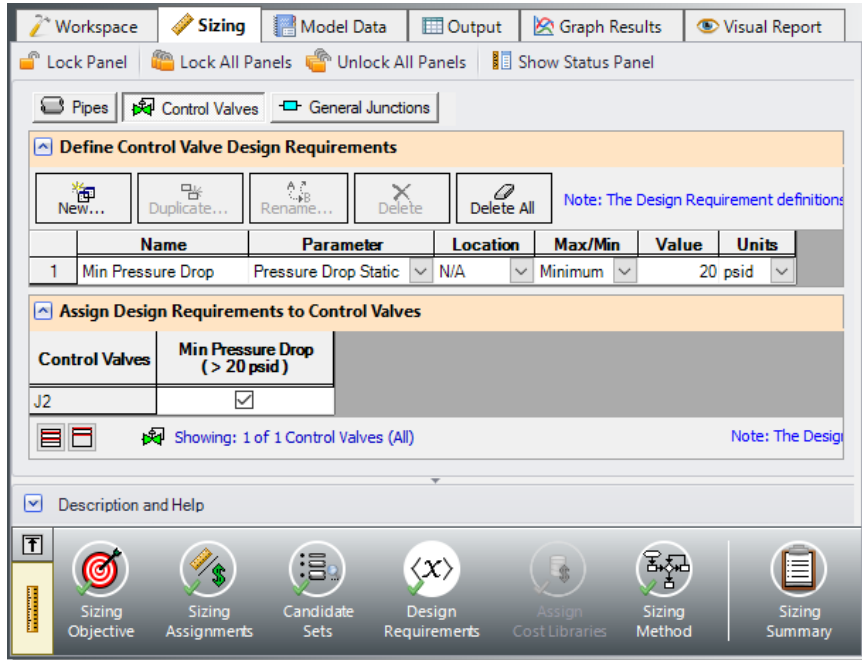 Workspace Sizing Model Data Output Graph Results Visual Report
Lock Panel Lock All Panels Unlock All Panels Show Status Panel
Pipes Control Valves General Junctions
Define Control Valve Design Requirements
New... Duplicate... Rename... Delete Delete All Note: The Design Requirement definitions
Name Parameter Location Max/Min Value Units
1 Min Pressure Drop Pressure Drop Static N/A Minimum 20 psid
Assign Design Requirements to Control Valves
Control Valves Min Pressure Drop
( > 20 psid )
J2
Showing: 1 of 1 Control Valves (All) Note: The Desig
Description and Help
Sizing Sizing Candidate Design Assign Sizing Sizing
Objective Assignments Sets Requirements Cost Libraries Method Summary